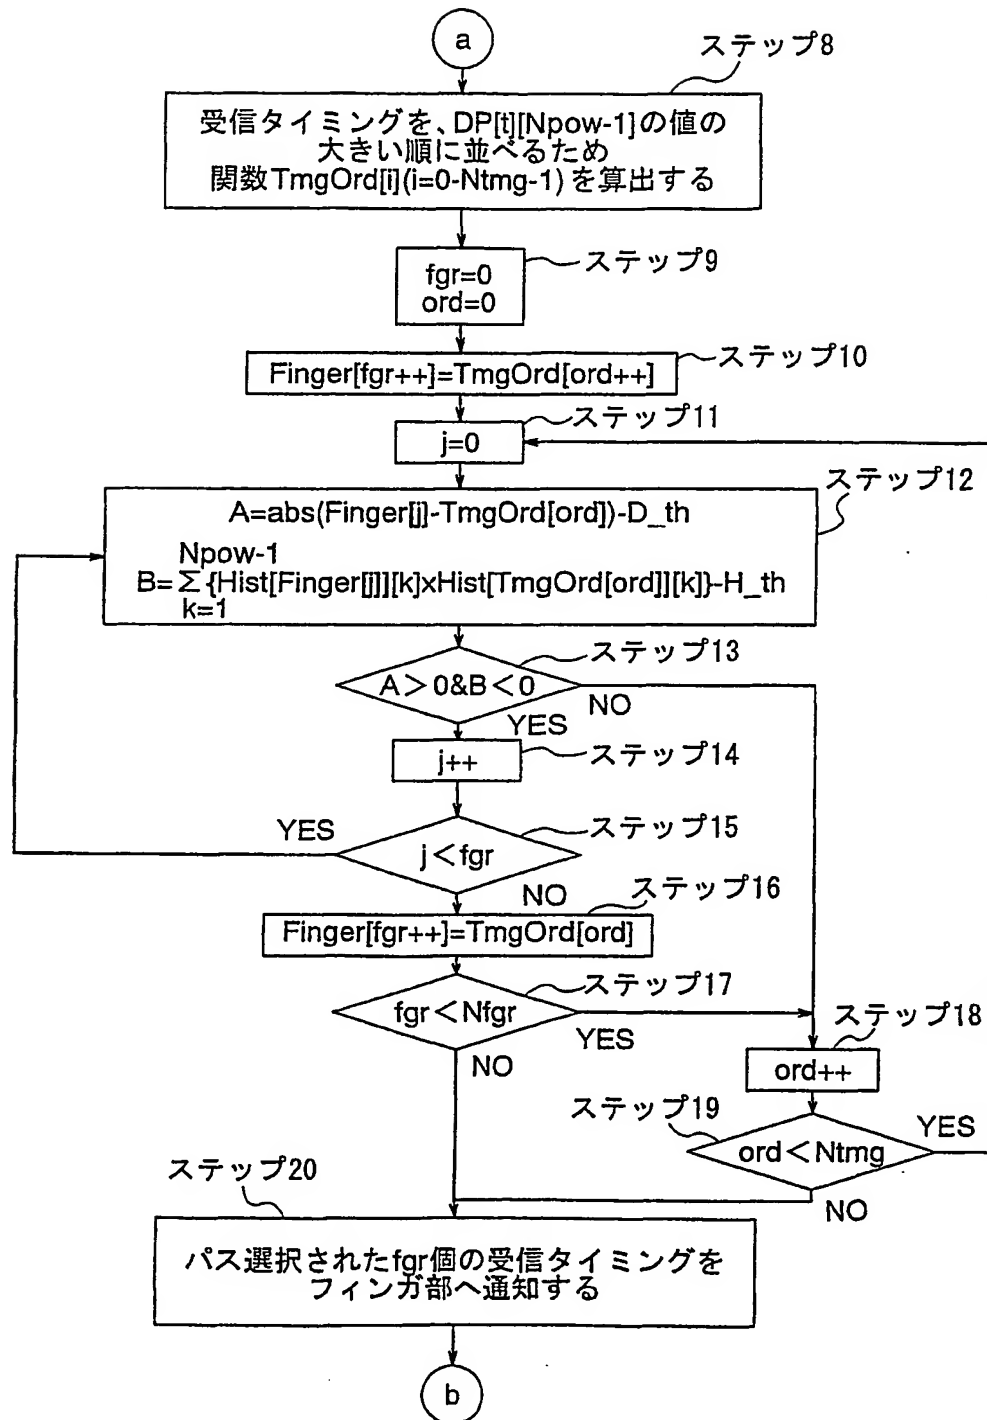 a
ステップ8
受信タイミングを、DP[t][Npow-1]の値の
大きい順に並べるため
関数TmgOrd[i](i=0-Ntmg-1)を算出する
ステップ9
fgr=0
ord=0
ステップ10
Finger[fgr++]=TmgOrd[ord++]
ステップ11
j=0
ステップ12
A=abs(Finger[j]-TmgOrd[ord])-D_th
Npow-1
B=Σ{Hist[Finger[j]][k]xHist[TmgOrd[ord]][k]}-H_th
k=1
ステップ13
A>0&B<0
NO
YES
ステップ14
j++
ステップ15
YES
j<fgr
NO
ステップ16
Finger[fgr++]=TmgOrd[ord]
ステップ17
fgr<Nfgr
YES
NO
ステップ18
ord++
ステップ19
YES
ord<Ntmg
NO
ステップ20
パス選択されたfgr個の受信タイミングを
フィンガ部へ通知する
b